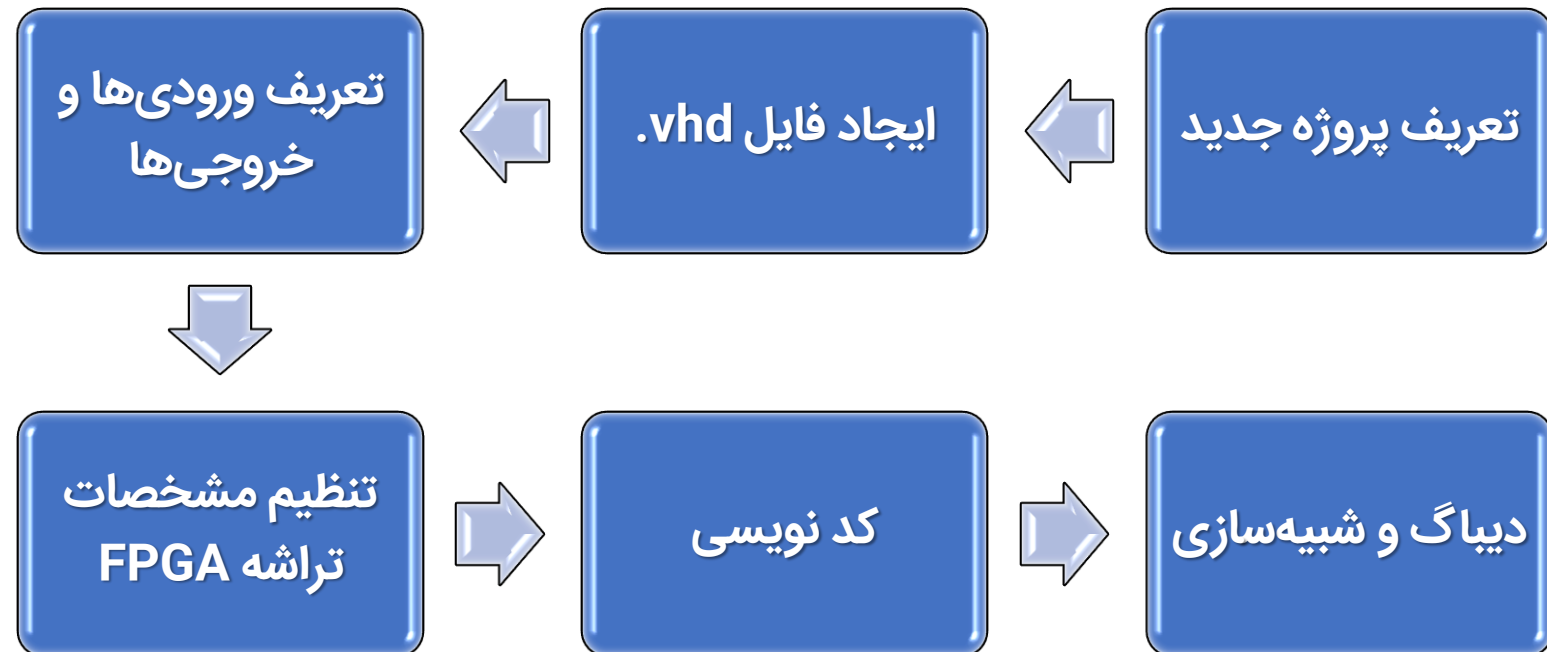 تعریف پروژه جدید
ایجاد فایل vhd.
تعریف ورودی‌ها و
خروجی‌ها
تنظیم مشخصات
تراشه FPGA
کد نویسی
دیباگ و شبیه‌سازی